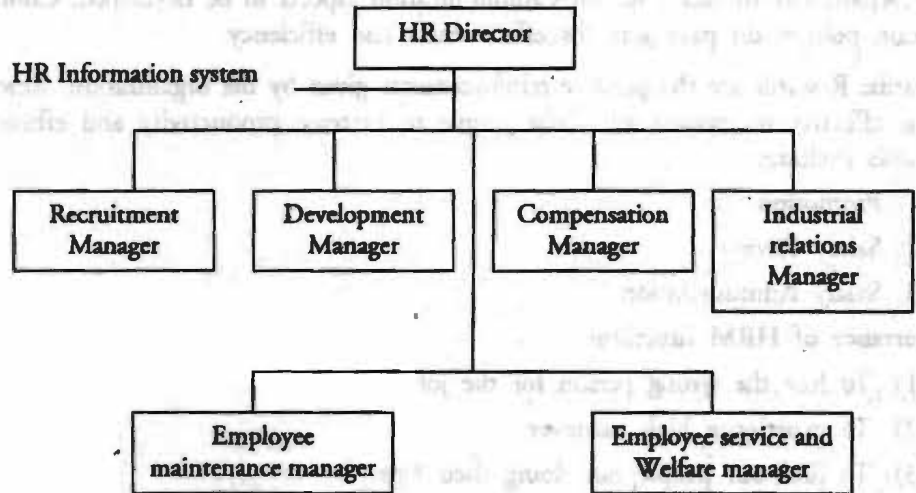 HR Director
HR Information system
Recruitment
Manager
Development
Manager
Compensation
Manager
Industrial
relations
Manager
Employee
maintenance manager
Employee service and
Welfare manager